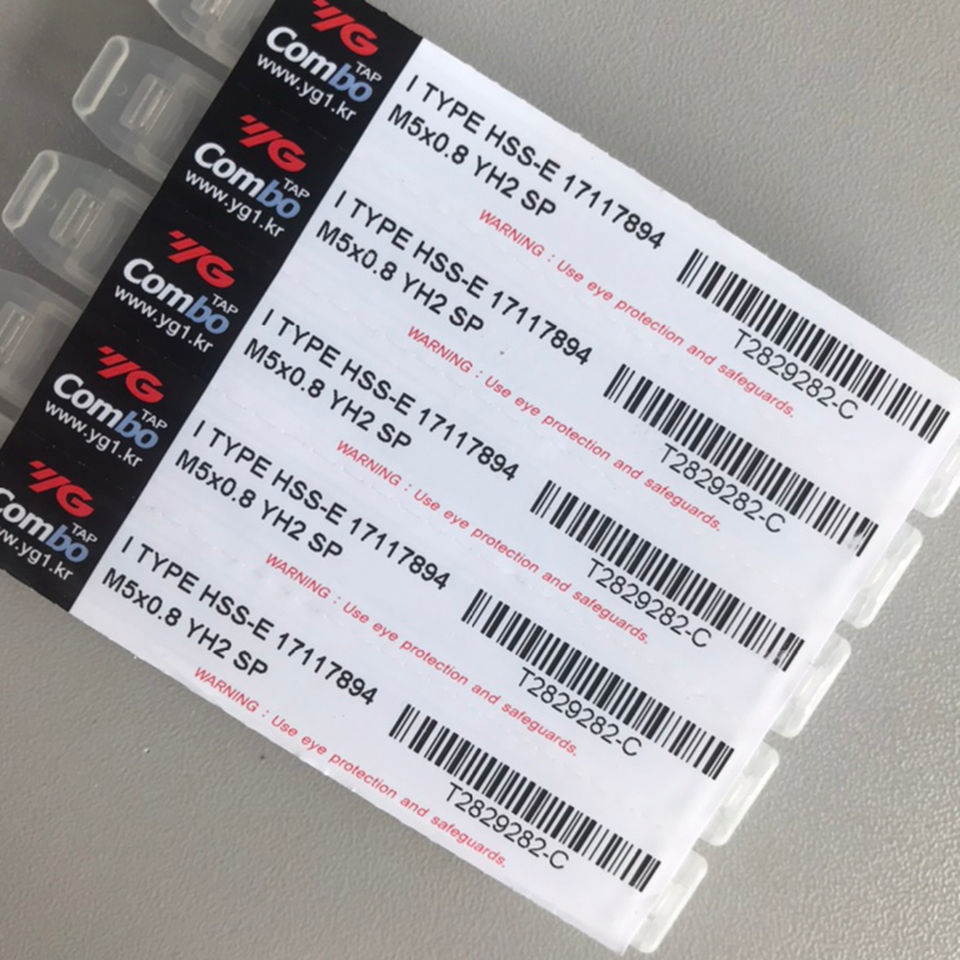 YG
Combo TAP
www.yg1.kr
I TYPE HSS-E 17117894
M5x0.8 YH2 SP
WARNING : Use eye protection and safeguards.
T2829282-C
YG
Combo TAP
www.yg1.kr
I TYPE HSS-E 17117894
M5x0.8 YH2 SP
WARNING : Use eye protection and safeguards.
T2829282-C
YG
Combo TAP
www.yg1.kr
I TYPE HSS-E 17117894
M5x0.8 YH2 SP
WARNING : Use eye protection and safeguards.
T2829282-C
YG
Combo TAP
www.yg1.kr
I TYPE HSS-E 17117894
M5x0.8 YH2 SP
WARNING : Use eye protection and safeguards.
T2829282-C
YG
Combo TAP
www.yg1.kr
I TYPE HSS-E 17117894
M5x0.8 YH2 SP
WARNING : Use eye protection and safeguards.
T2829282-C